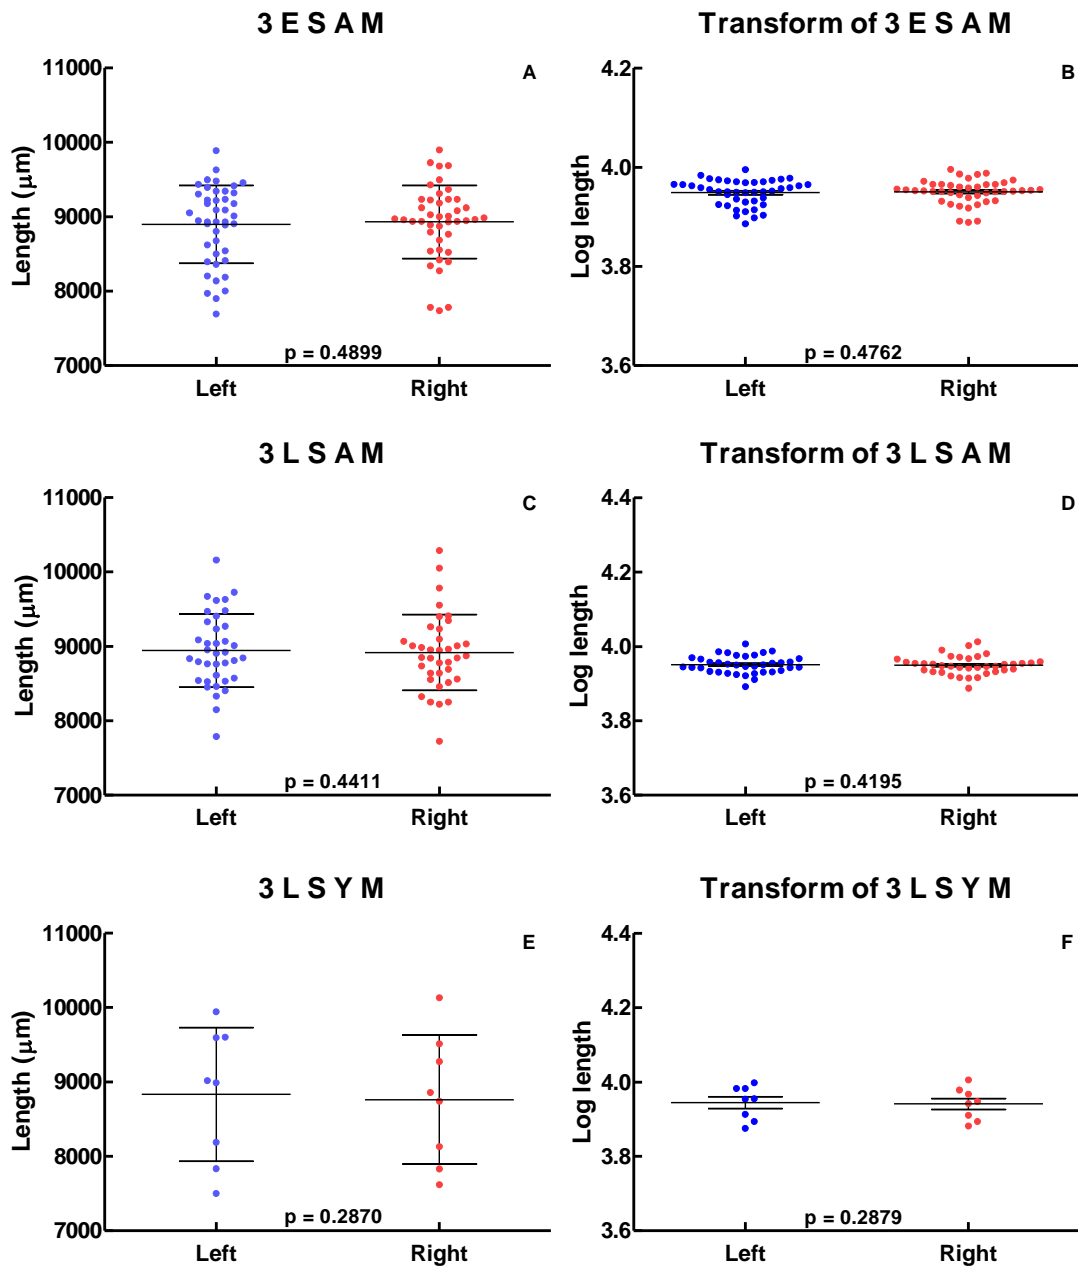 3 E S A M
Transform of 3 E S A M
A
B
11000
10000
9000
8000
7000
Length (μm)
p = 0.4899
Left
Right
4.2
4.0
3.8
3.6
Log length
p = 0.4762
Left
Right
3 L S A M
Transform of 3 L S A M
C
D
11000
10000
9000
8000
7000
Length (μm)
p = 0.4411
Left
Right
4.4
4.2
4.0
3.8
3.6
Log length
p = 0.4195
Left
Right
3 L S Y M
Transform of 3 L S Y M
E
F
11000
10000
9000
8000
7000
Length (μm)
p = 0.2870
Left
Right
4.4
4.2
4.0
3.8
3.6
Log length
p = 0.2879
Left
Right